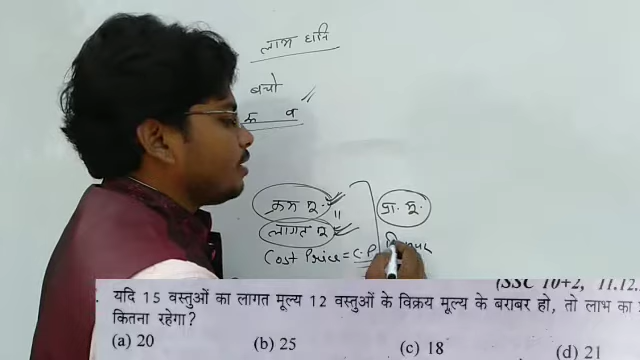 लाभ हानि
बचो
क्रय मू. प्रा. मू.
लागत मू
Cost Price = C.P
(SSC 10+2, 11.12.
यदि 15 वस्तुओं का लागत मूल्य 12 वस्तुओं के विक्रय मूल्य के बराबर हो, तो लाभ का
कितना रहेगा?
(a) 20 (b) 25 (c) 18 (d) 21